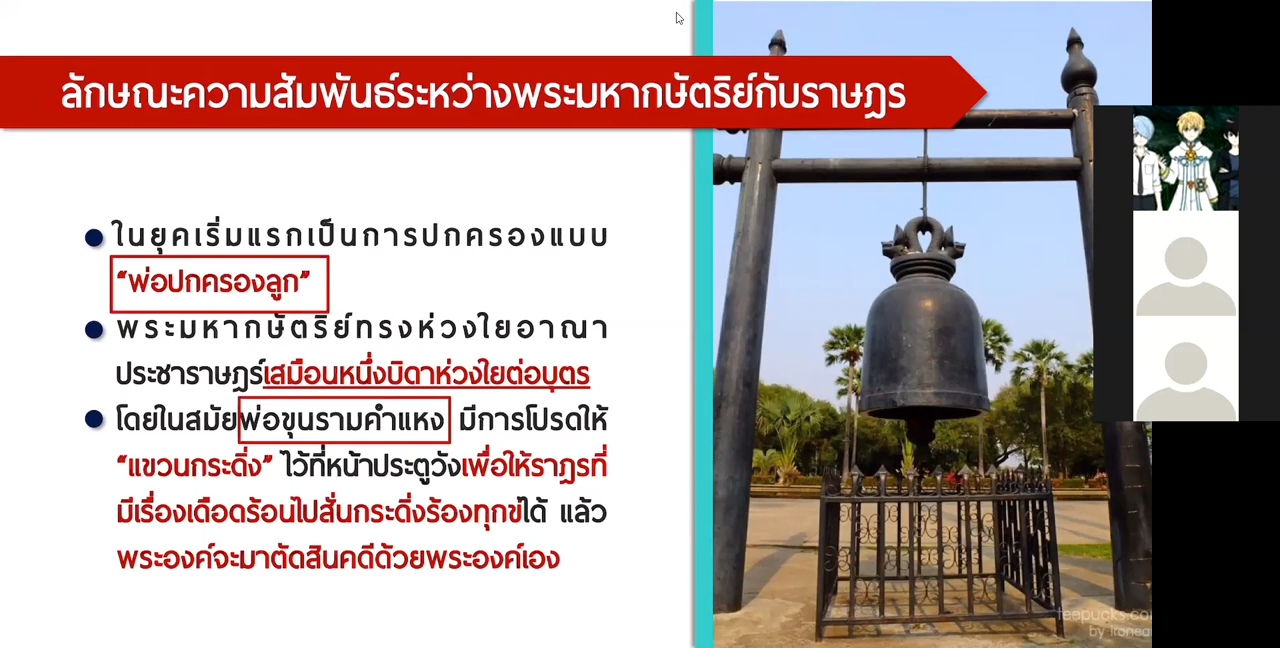 ลักษณะความสัมพันธ์ระหว่างพระมหากษัตริย์กับราษฎร
ในยุคเริ่มแรกเป็นการปกครองแบบ
“พ่อปกครองลูก”
พระมหากษัตริย์ทรงห่วงใยอาณา
ประชาราษฎร์เสมือนหนึ่งบิดาห่วงใยต่อบุตร
โดยในสมัยพ่อขุนรามคำแหง มีการโปรดให้
“แขวนกระดิ่ง” ไว้ที่หน้าประตูวังเพื่อให้ราฎรที่
มีเรื่องเดือดร้อนไปสั่นกระดิ่งร้องทุกข์ได้ แล้ว
พระองค์จะมาตัดสินคดีด้วยพระองค์เอง
teepucks.co
by Ironea